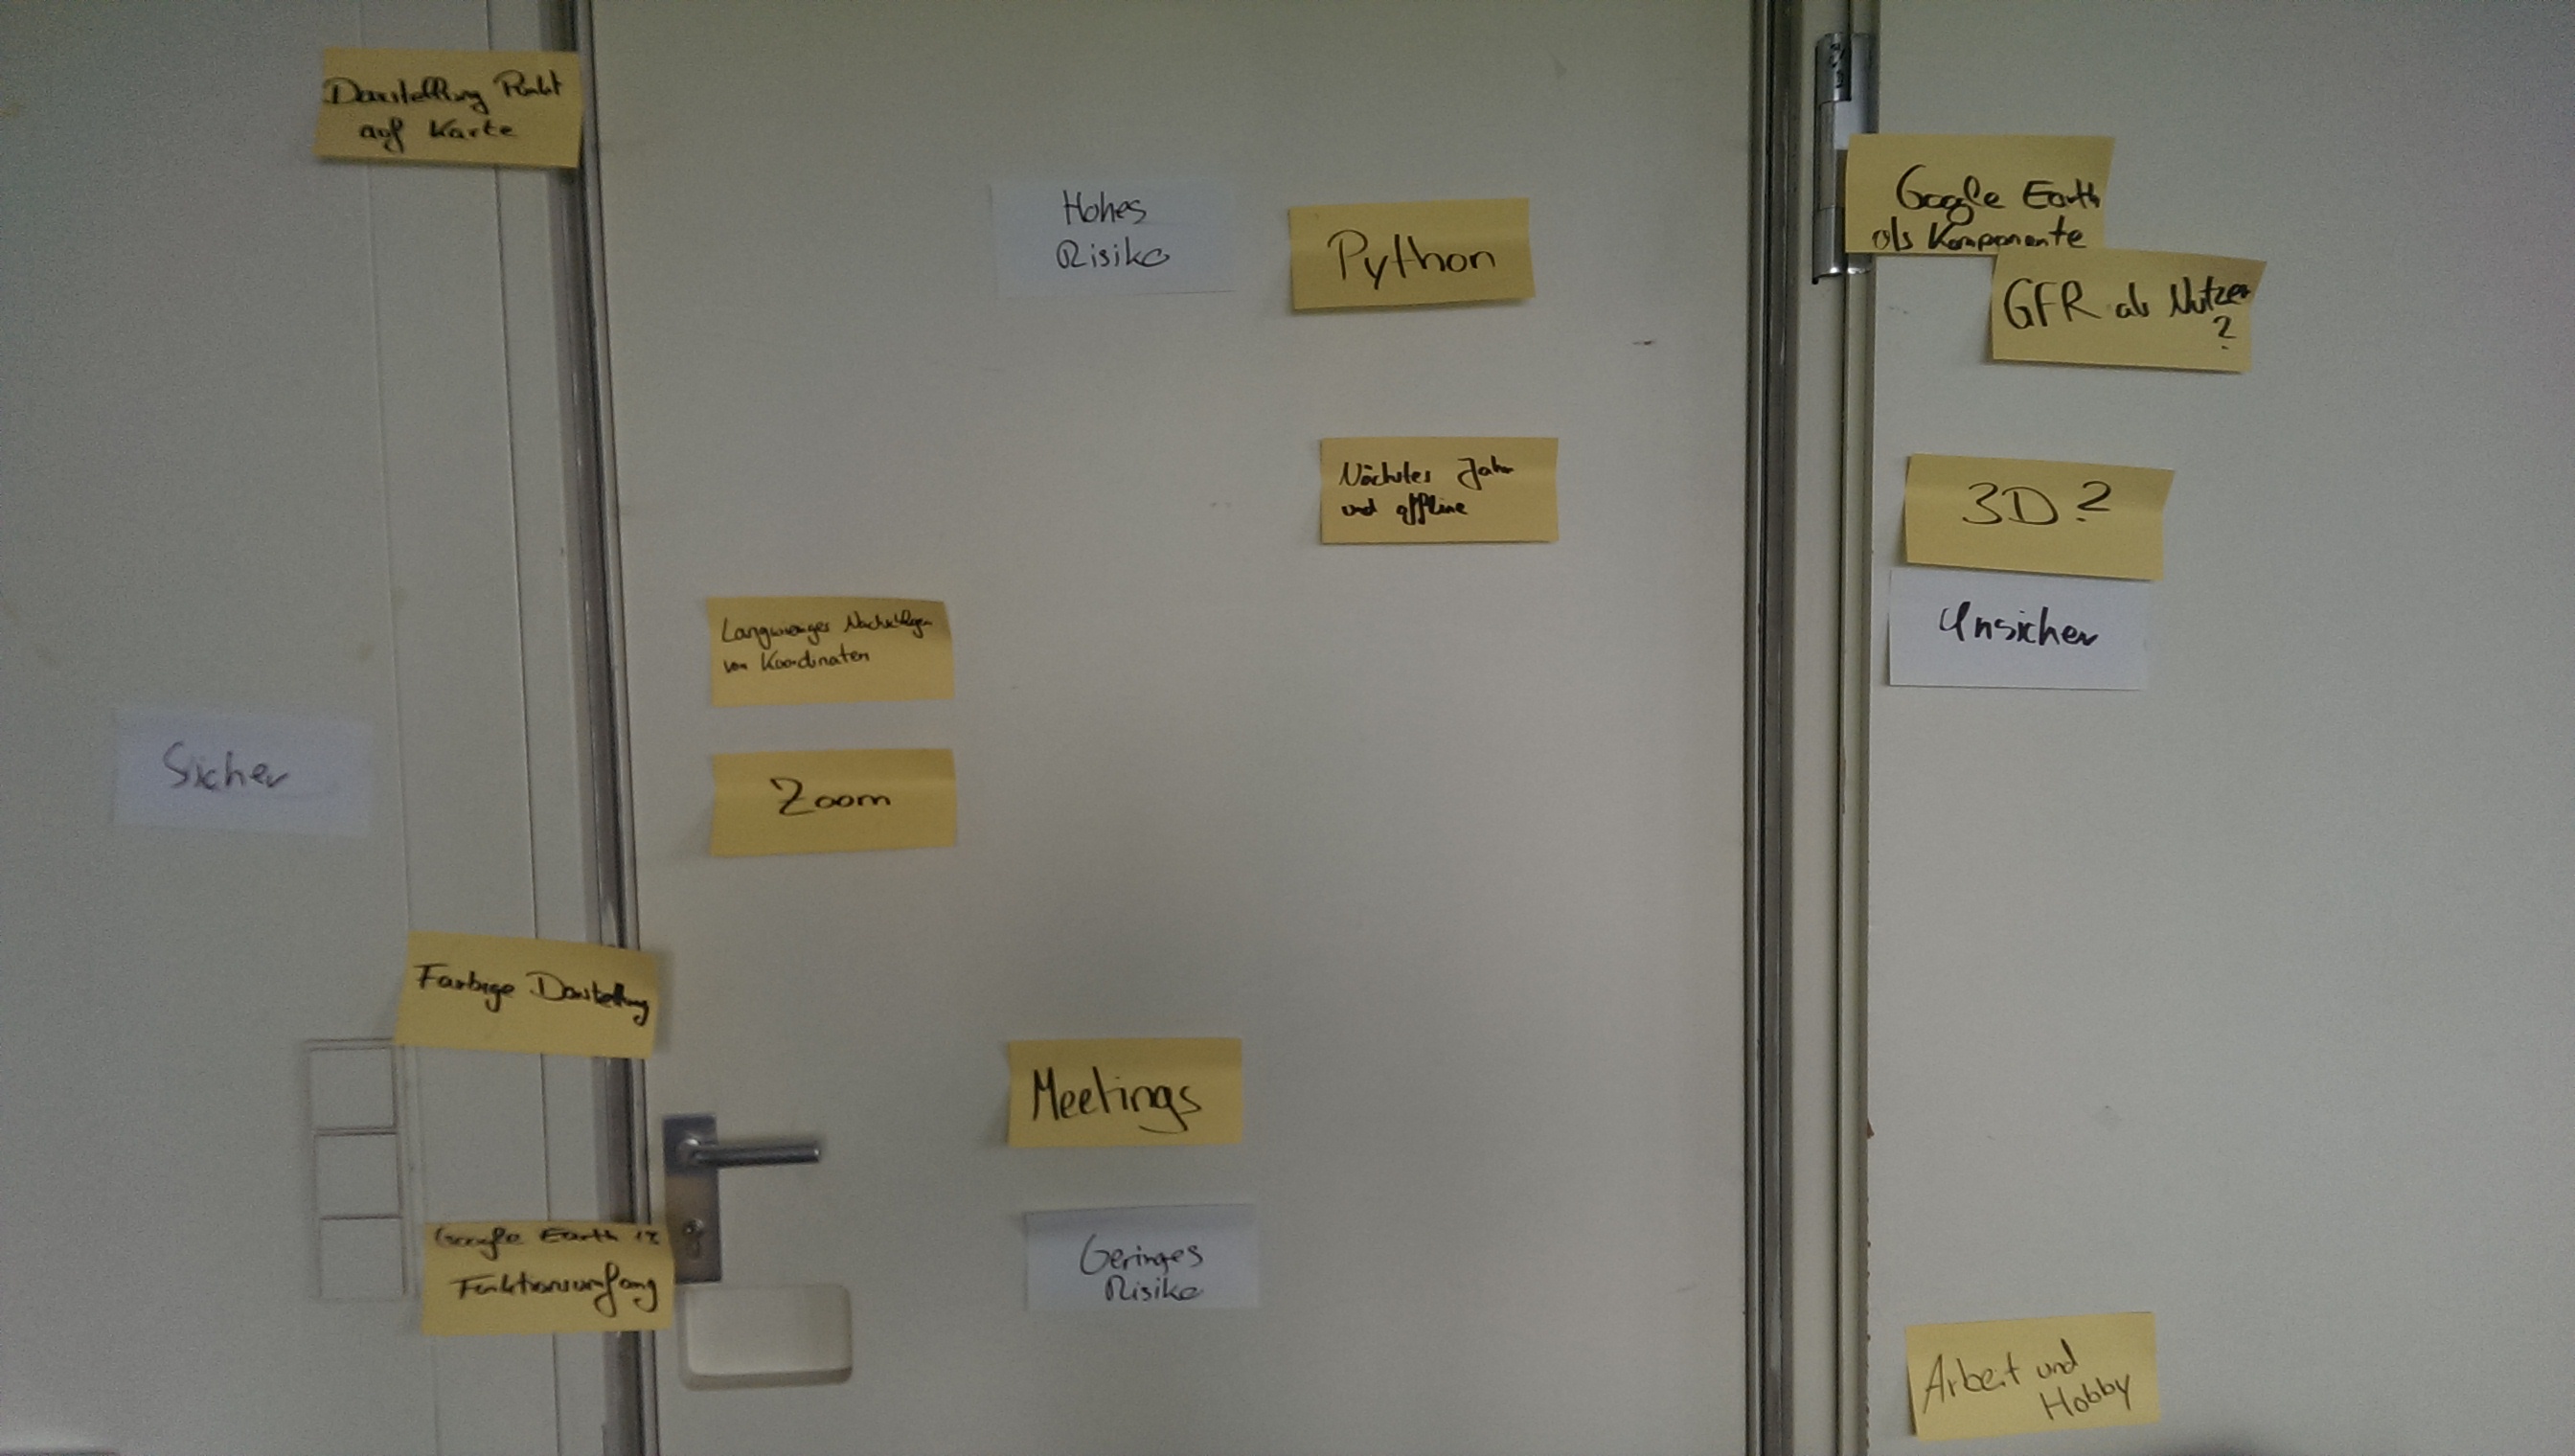 Darstellung Punkt
auf Karte
Hohes
Risiko
Python
Google Earth
als Komponente
GFR als Nutzer
?
Nächstes Jahr
und offline
3D?
Unsicher
Langwieriges Nachschlagen
von Koordinaten
Sicher
Zoom
Farbige Darstellung
Meetings
Google Earth
Funktionsumfang
Geringes
Risiko
Arbeit und
Hobby